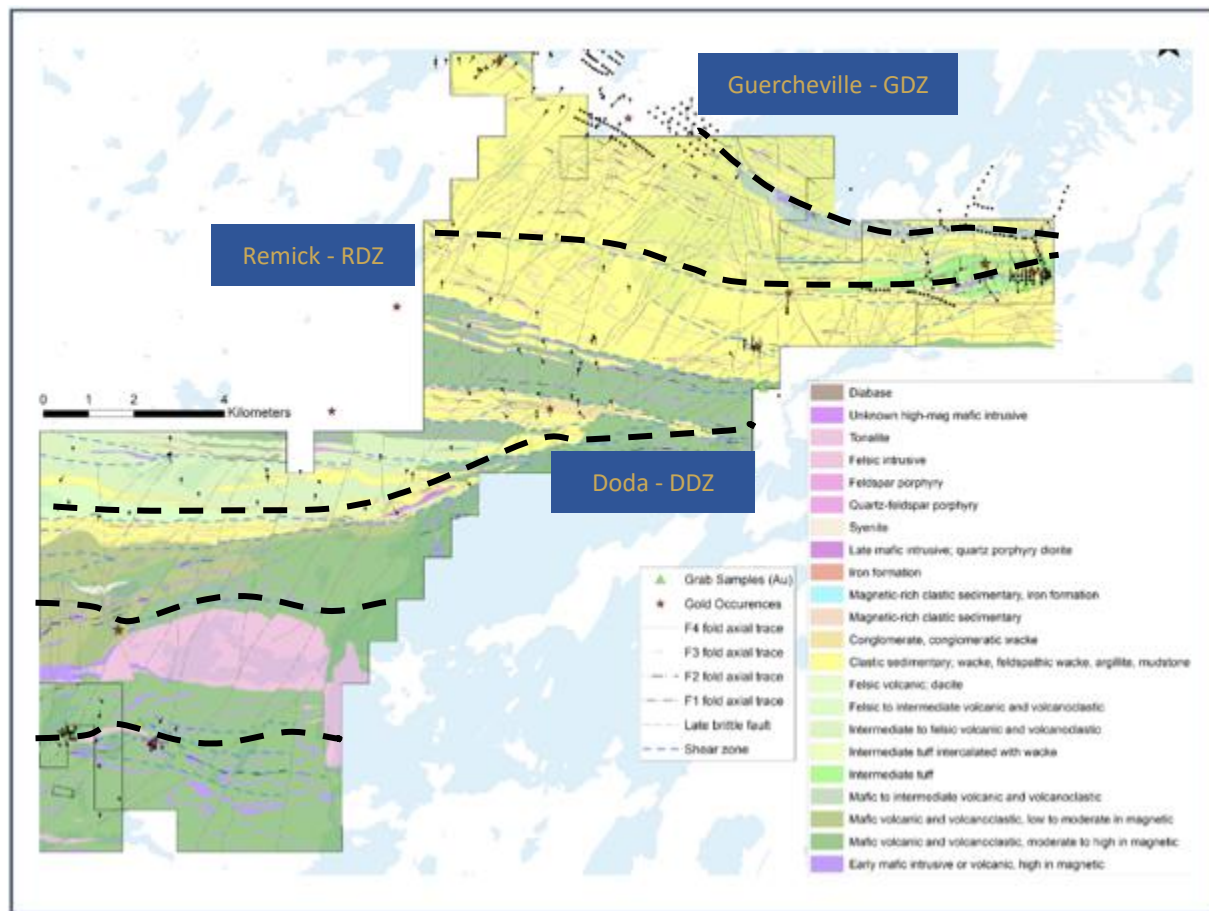 Guercheville - GDZ
Remick - RDZ
Doda - DDZ
0 1 2 4
Kilometers
Diabase
Unknown high-mag mafic intrusive
Tonalite
Felsic intrusive
Feldspar porphyry
Quartz-feldspar porphyry
Syenite
Late mafic intrusive; quartz porphyry diorite
Iron formation
Magnetic-rich clastic sedimentary, iron formation
Magnetic-rich clastic sedimentary
Conglomerate, conglomeratic wacke
Clastic sedimentary, wacke, feldspathic wacke, argillite, mudstone
Felsic volcanic; dacite
Felsic to intermediate volcanic and volcanoclastic
Intermediate to felsic volcanic and volcanoclastic
Intermediate tuff intercalated with wacke
Intermediate tuff
Mafic to intermediate volcanic and volcanoclastic
Mafic volcanic and volcanoclastic, low to moderate in magnetic
Mafic volcanic and volcanoclastic, moderate to high in magnetic
Early mafic intrusive or volcanic, high in magnetic
Grab Samples (Au)
Gold Occurences
F4 fold axial trace
F3 fold axial trace
F2 fold axial trace
F1 fold axial trace
Late brittle fault
Shear zone